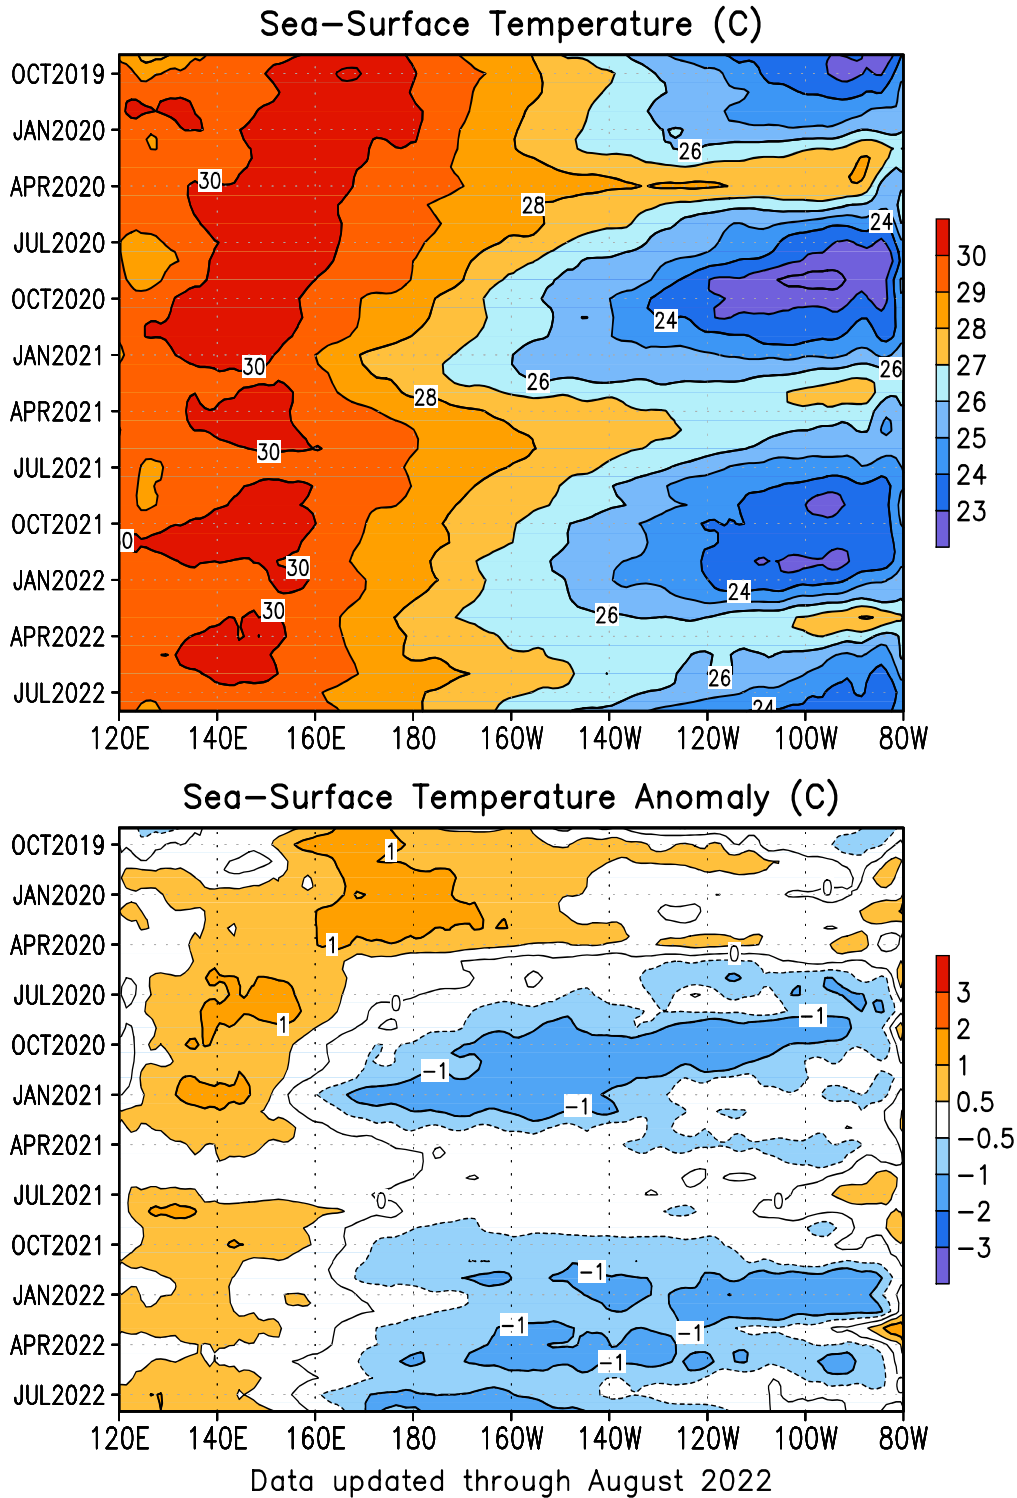 Sea-Surface Temperature (C)
OCT2019
JAN2020
26
30
APR2020
28
24
JUL2020
30
OCT2020
29
24
28
JAN2021
30
26
27
26
28
26
APR2021
25
30
24
JUL2021
23
OCT2021
0
30
JAN2022
24
30
26
APR2022
26
JUL2022
24
120E 140E 160E 180 160W 140W 120W 100W 80W
Sea-Surface Temperature Anomaly (C)
OCT2019
1
JAN2020
0
APR2020
1
0
3
JUL2020
0
2
1
-1
OCT2020
1
-1
JAN2021
0.5
-1
-0.5
APR2021
-1
JUL2021
0
0
-2
OCT2021
-3
-1
JAN2022
-1
-1
APR2022
-1
0
JUL2022
120E 140E 160E 180 160W 140W 120W 100W 80W
Data updated through August 2022